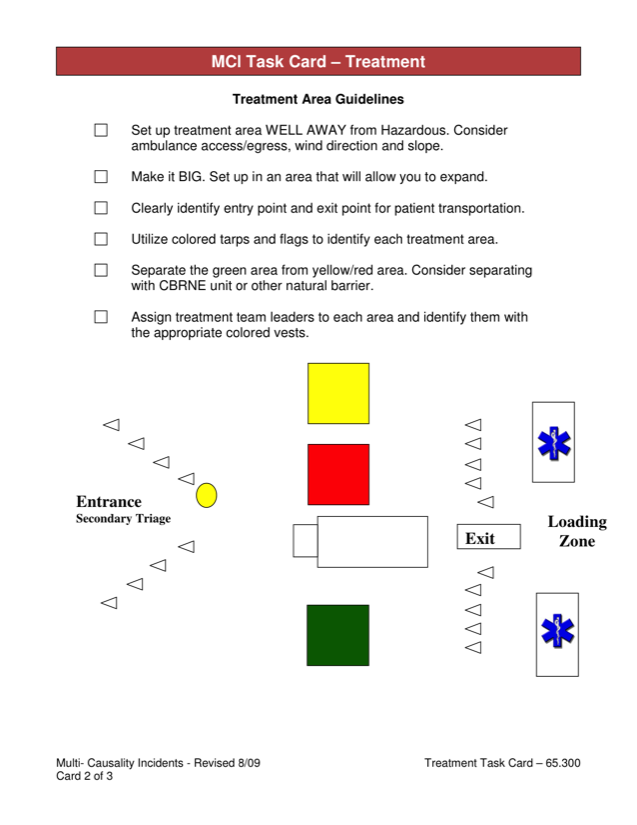 MCI Task Card – Treatment
Treatment Area Guidelines
Set up treatment area WELL AWAY from Hazardous. Consider
ambulance access/egress, wind direction and slope.
Make it BIG. Set up in an area that will allow you to expand.
Clearly identify entry point and exit point for patient transportation.
Utilize colored tarps and flags to identify each treatment area.
Separate the green area from yellow/red area. Consider separating
with CBRNE unit or other natural barrier.
Assign treatment team leaders to each area and identify them with
the appropriate colored vests.
Entrance
Secondary Triage
Exit
Loading
Zone
Multi- Causality Incidents - Revised 8/09
Card 2 of 3
Treatment Task Card – 65.300